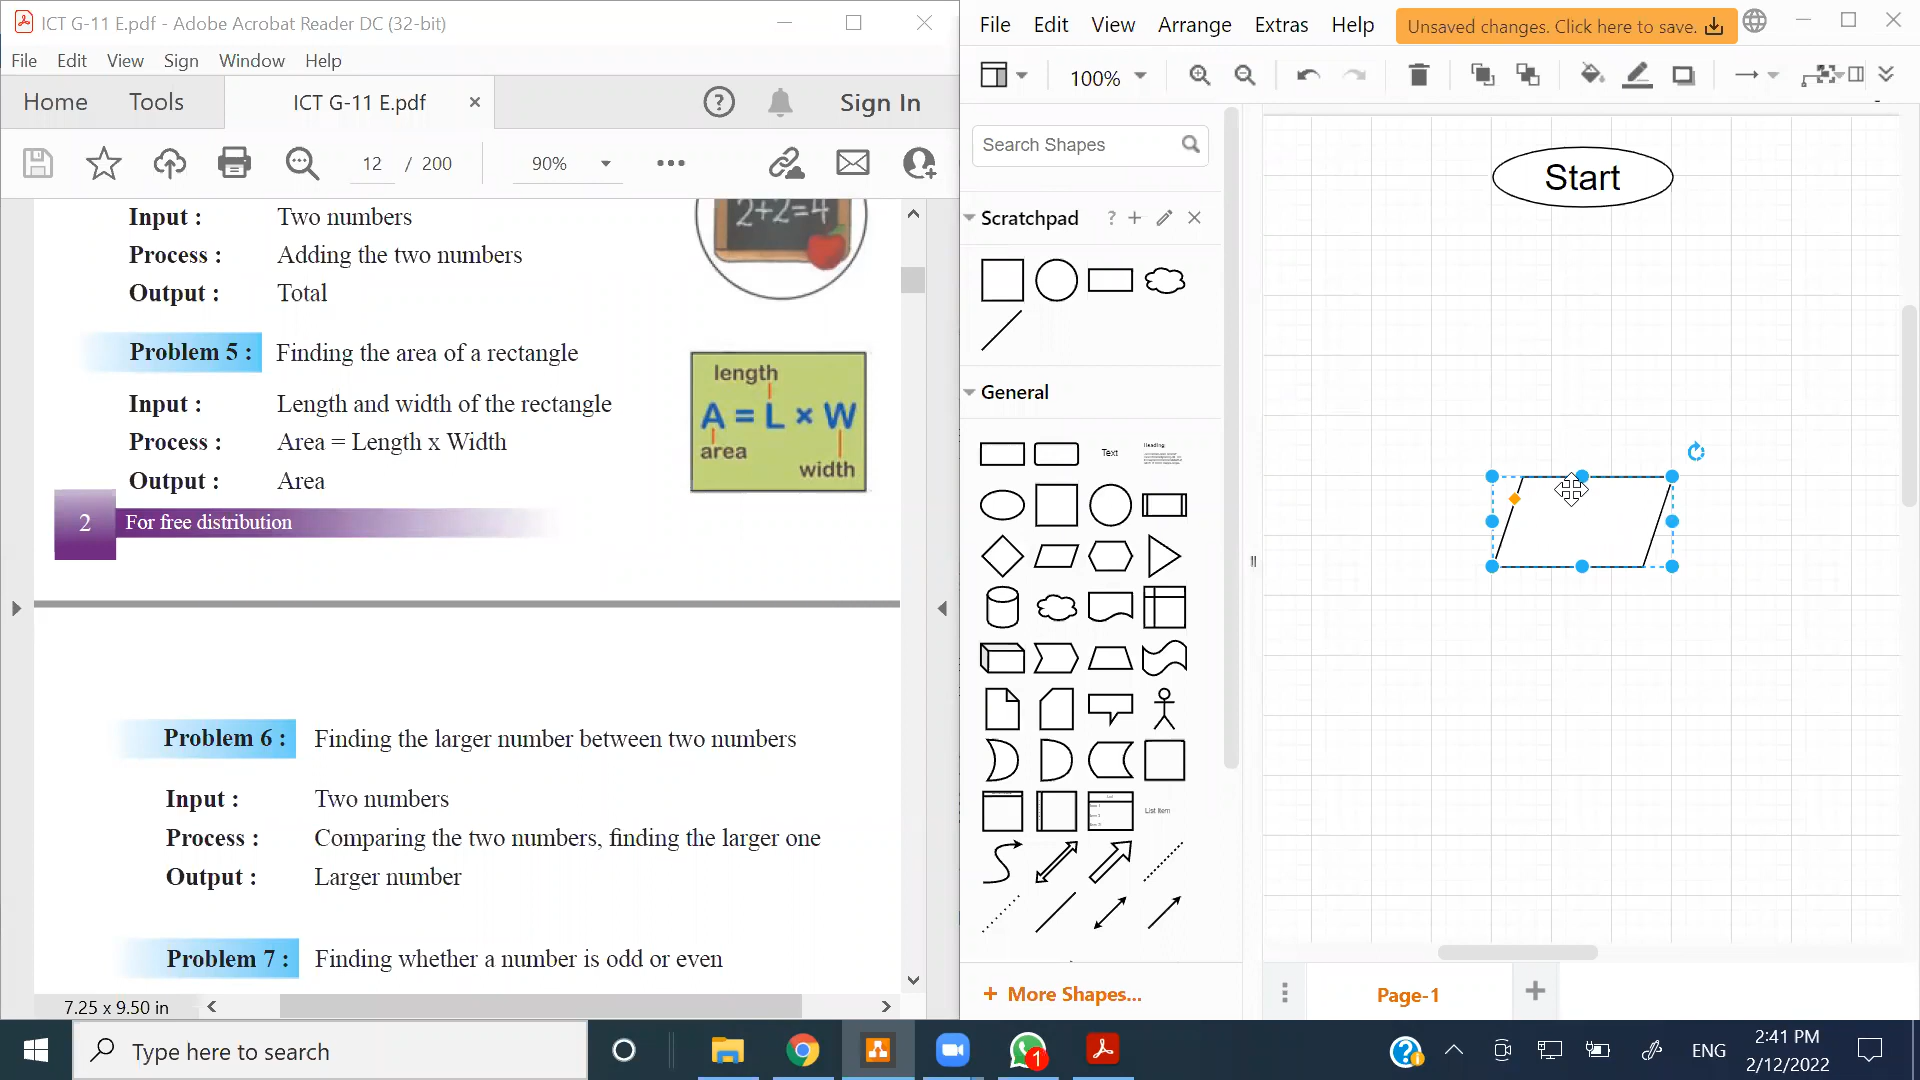 ICT G-11 E.pdf - Adobe Acrobat Reader DC (32-bit)
File Edit View Sign Window Help
Home Tools ICT G-11 E.pdf × ? Sign In
12 / 200 90%
2+2=4
Input : Two numbers
Process : Adding the two numbers
Output : Total
Problem 5 : Finding the area of a rectangle
Input : Length and width of the rectangle
Process : Area = Length x Width
Output : Area
length
A = L × W
area
width
2 For free distribution
Problem 6 : Finding the larger number between two numbers
Input : Two numbers
Process : Comparing the two numbers, finding the larger one
Output : Larger number
Problem 7 : Finding whether a number is odd or even
7.25 x 9.50 in
File Edit View Arrange Extras Help Unsaved changes. Click here to save.
100%
Search Shapes
Scratchpad ?
General
Text
Heading
List
List Item
+ More Shapes...
Start
Page-1
Type here to search
1
ENG
2:41 PM
2/12/2022